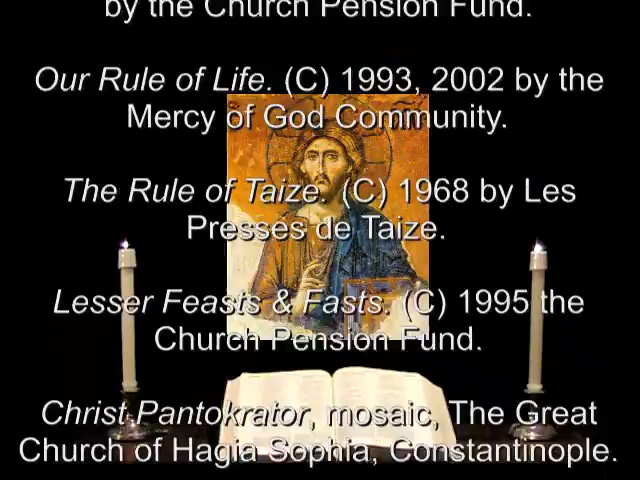 by the Church Pension Fund.
Our Rule of Life. (C) 1993, 2002 by the
Mercy of God Community.
The Rule of Taize. (C) 1968 by Les
Presses de Taize.
Lesser Feasts & Fasts. (C) 1995 the
Church Pension Fund.
Christ Pantokrator, mosaic, The Great
Church of Hagia Sophia, Constantinople.